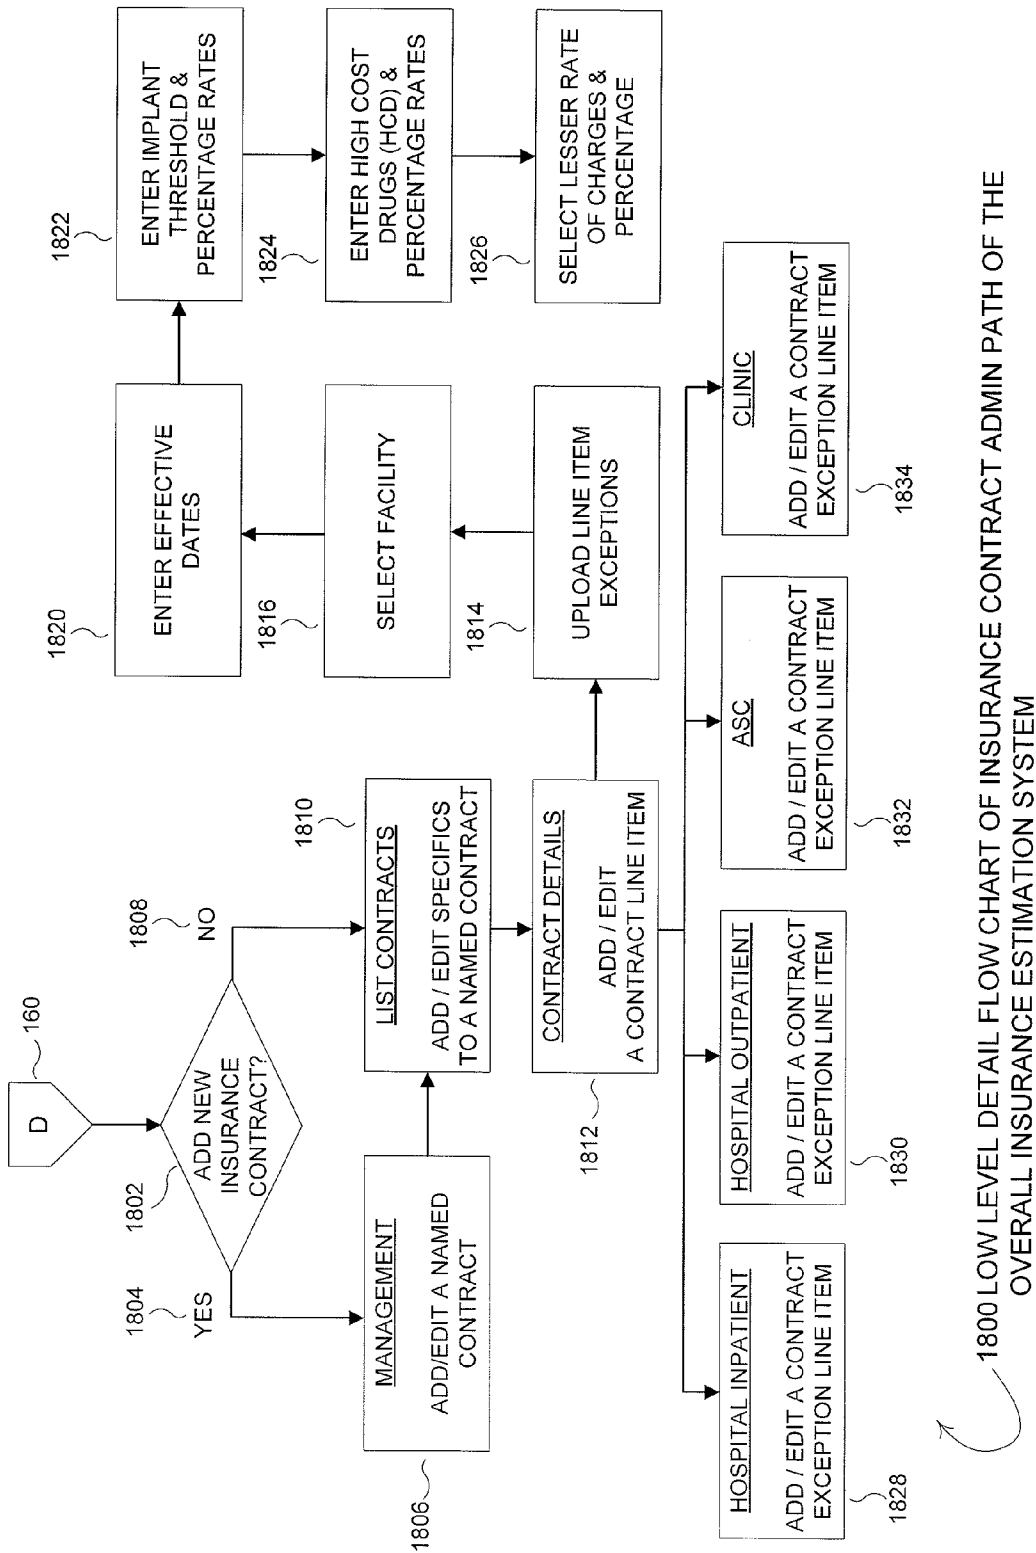 D
160
1802
ADD NEW
INSURANCE
CONTRACT?
1804
YES
1808
NO
MANAGEMENT
ADD/EDIT A NAMED
CONTRACT
1806
LIST CONTRACTS
ADD / EDIT SPECIFICS
TO A NAMED CONTRACT
1810
CONTRACT DETAILS
ADD / EDIT
A CONTRACT LINE ITEM
1812
UPLOAD LINE ITEM
EXCEPTIONS
1814
SELECT FACILITY
1816
ENTER EFFECTIVE
DATES
1820
ENTER IMPLANT
THRESHOLD &
PERCENTAGE RATES
1822
ENTER HIGH COST
DRUGS (HCD) &
PERCENTAGE RATES
1824
SELECT LESSER RATE
OF CHARGES &
PERCENTAGE
1826
HOSPITAL INPATIENT
ADD / EDIT A CONTRACT
EXCEPTION LINE ITEM
1828
HOSPITAL OUTPATIENT
ADD / EDIT A CONTRACT
EXCEPTION LINE ITEM
1830
ASC
ADD / EDIT A CONTRACT
EXCEPTION LINE ITEM
1832
CLINIC
ADD / EDIT A CONTRACT
EXCEPTION LINE ITEM
1834
1800 LOW LEVEL DETAIL FLOW CHART OF INSURANCE CONTRACT ADMIN PATH OF THE
OVERALL INSURANCE ESTIMATION SYSTEM